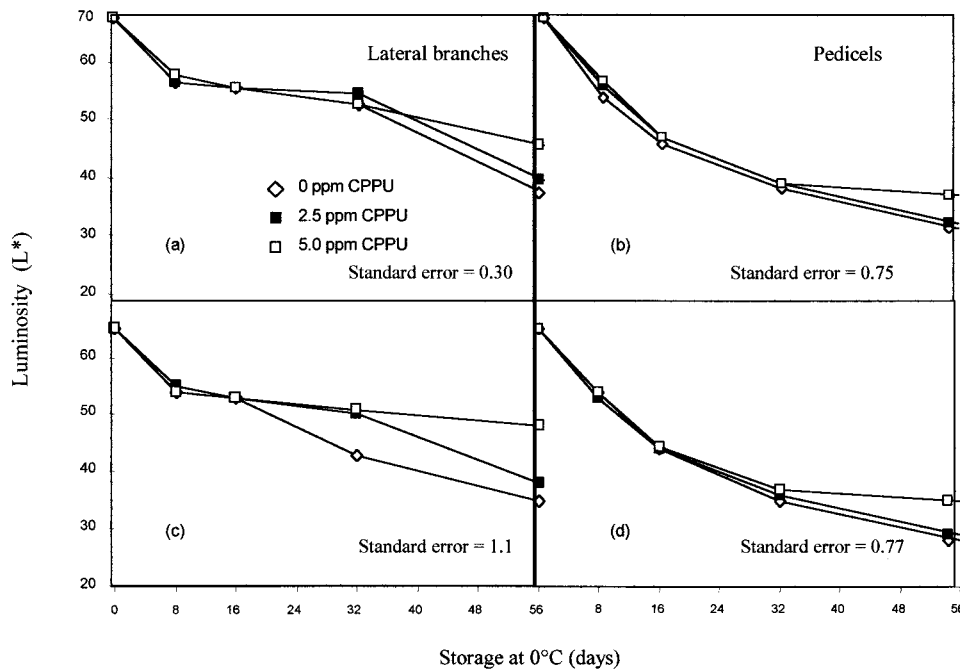 70
60
50
40
30
20
Lateral branches
Pedicels
0 ppm CPPU
2.5 ppm CPPU
5.0 ppm CPPU
(a)
(b)
Standard error = 0.30
Standard error = 0.75
Luminosity (L*)
60
50
40
30
20
(c)
(d)
Standard error = 1.1
Standard error = 0.77
0 8 16 24 32 40 48 56 8 16 24 32 40 48 56
Storage at 0°C (days)